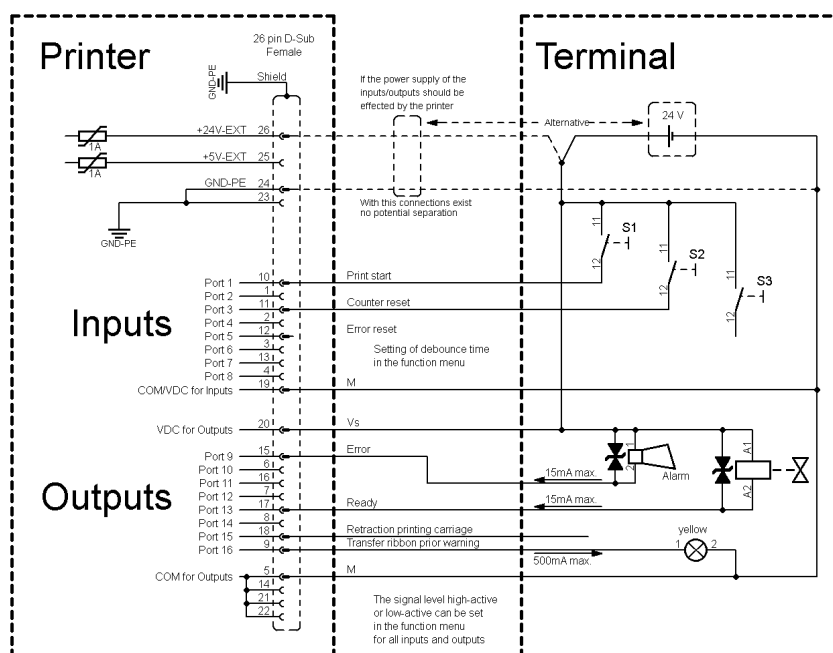 Printer
26 pin D-Sub
Female
Terminal
GND-PE
Shield
If the power supply of the
inputs/outputs should be
effected by the printer
Alternative
24 V
+24V-EXT 26
1A
+5V-EXT 25
1A
GND-PE 24
23
With this connections exist
no potential separation
GND-PE
11
S1
12
11
S2
12
11
S3
12
Inputs
Port 1 10 Print start
Port 2 1
Port 3 11 Counter reset
Port 4 2
Port 5 12 Error reset
Port 6 3
Port 7 13
Port 8 4
Setting of debounce time
in the function menu
COM/VDC for Inputs 19 M
Outputs
VDC for Outputs 20 Vs
Port 9 15 Error
Port 10 6
Port 11 16
Port 12 7
Port 13 17 Ready
Port 14 8
Port 15 18 Retraction printing carriage
Port 16 9 Transfer ribbon prior warning
15mA max.
15mA max.
500mA max.
1
2
Alarm
A1
A2
yellow
1 2
COM for Outputs 5 M
14
21
22
The signal level high-active
or low-active can be set
in the function menu
for all inputs and outputs